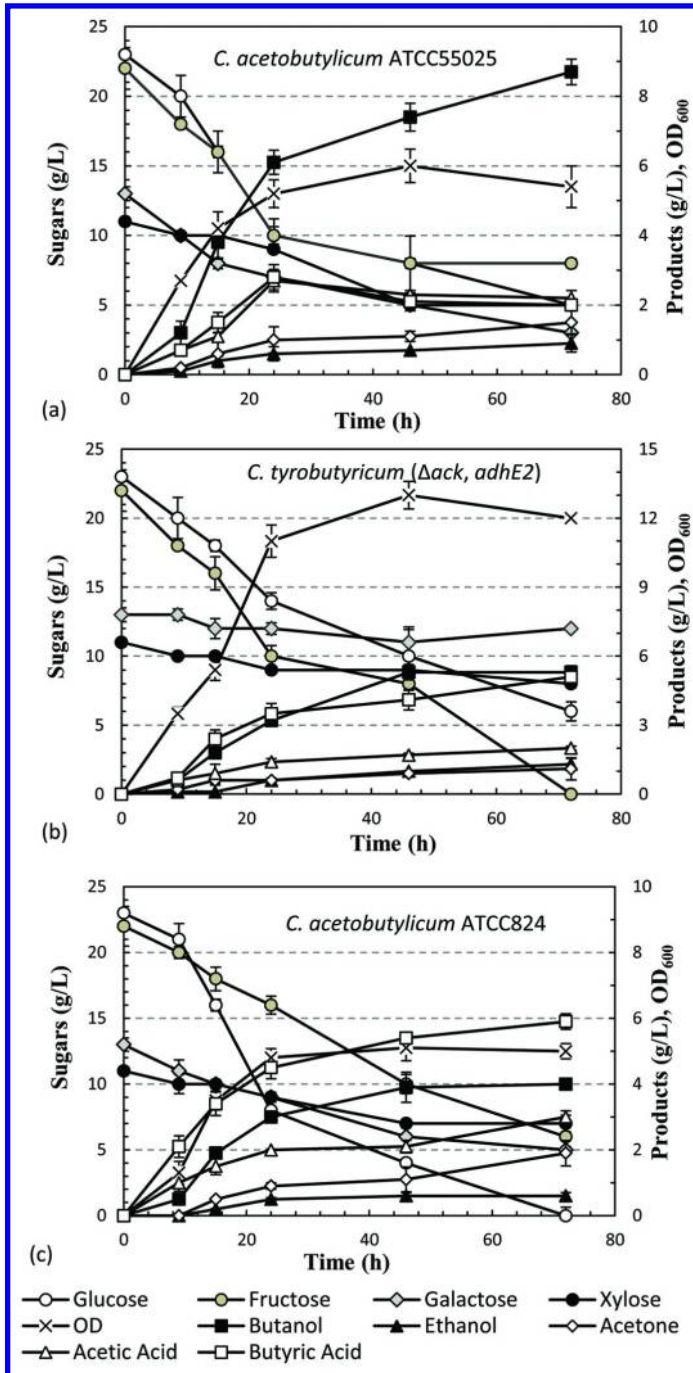 C. acetobutylicum ATCC55025
25
20
15
10
5
0
Sugars (g/L)
10
8
6
4
2
0
Products (g/L), OD600
0 20 40 60 80
(a)
Time (h)
C. tyrobutyricum (Δack, adhE2)
25
20
15
10
5
0
Sugars (g/L)
15
12
9
6
3
0
Products (g/L), OD600
0 20 40 60 80
(b)
Time (h)
C. acetobutylicum ATCC824
25
20
15
10
5
0
Sugars (g/L)
10
8
6
4
2
0
Products (g/L), OD600
0 20 40 60 80
(c)
Time (h)
Glucose Fructose Galactose Xylose
OD Butanol Ethanol Acetone
Acetic Acid Butyric Acid